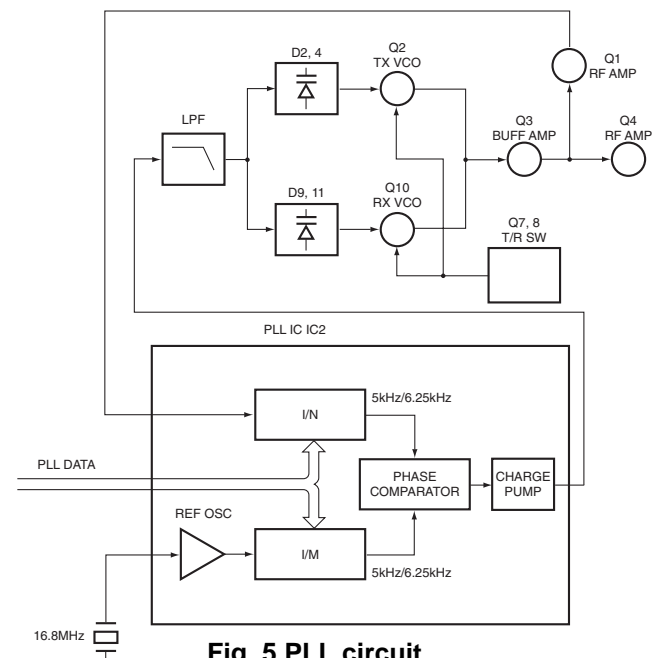 D2, 4
Q2
TX VCO
Q1
RF AMP
LPF
Q3
BUFF AMP
Q4
RF AMP
D9, 11
Q10
RX VCO
Q7, 8
T/R SW
PLL IC IC2
I/N
5kHz/6.25kHz
PLL DATA
PHASE
COMPARATOR
CHARGE
PUMP
REF OSC
I/M
5kHz/6.25kHz
16.8MHz
Fig. 5 PLL circuit